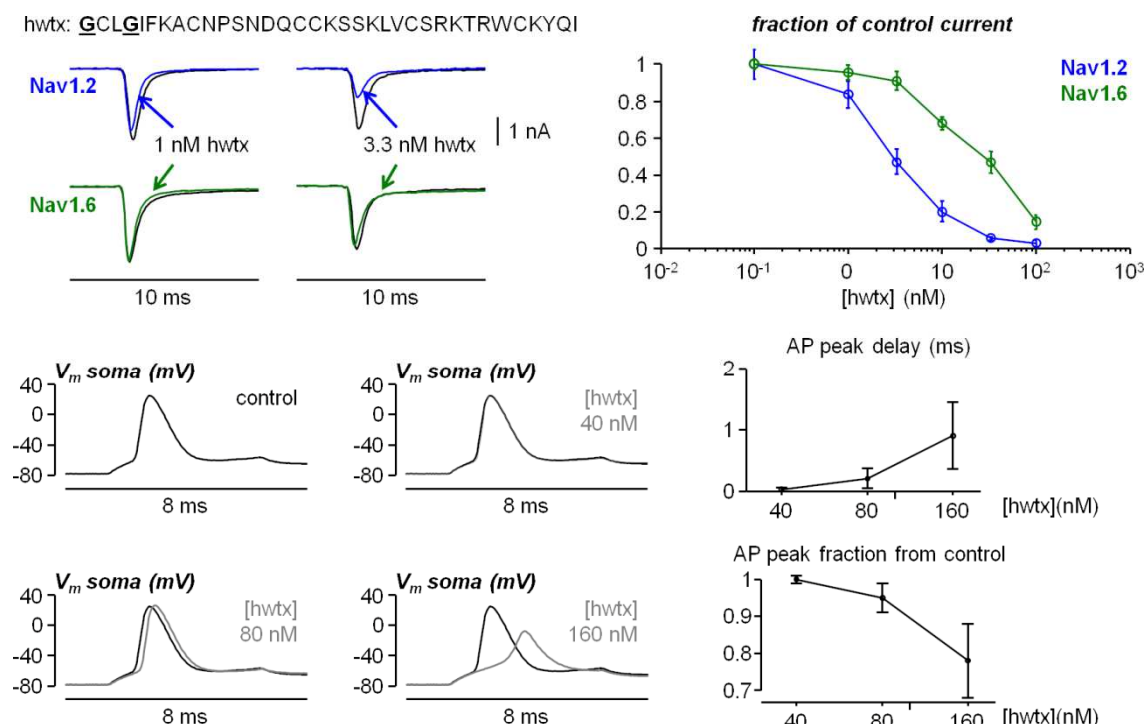 hwtx: GCLGIFKACNPSNDQCCKSSKLVCSRKTRWCKYQI
fraction of control current
Nav1.2
1 nM hwtx
3.3 nM hwtx
1 nA
Nav1.6
10 ms
10 ms
Nav1.2
Nav1.6
1
0.8
0.6
0.4
0.2
0
10-2
10-1
0
10
102
103
[hwtx] (nM)
Vm soma (mV)
40
0
-40
-80
control
8 ms
Vm soma (mV)
40
0
-40
-80
[hwtx]
40 nM
8 ms
AP peak delay (ms)
2
1
0
40
80
160
[hwtx](nM)
Vm soma (mV)
40
0
-40
-80
[hwtx]
80 nM
8 ms
Vm soma (mV)
40
0
-40
-80
[hwtx]
160 nM
8 ms
AP peak fraction from control
1
0.9
0.8
0.7
40
80
160
[hwtx](nM)